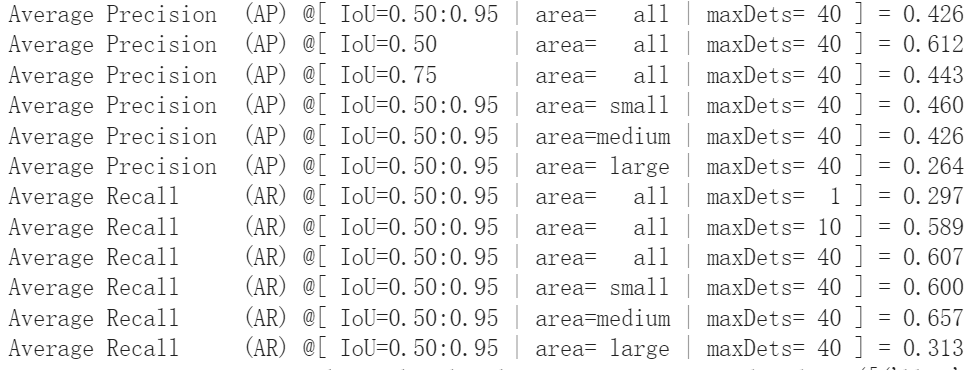 Average Precision (AP) @[ IoU=0.50:0.95 | area= all | maxDets= 40 ] = 0.426
Average Precision (AP) @[ IoU=0.50 | area= all | maxDets= 40 ] = 0.612
Average Precision (AP) @[ IoU=0.75 | area= all | maxDets= 40 ] = 0.443
Average Precision (AP) @[ IoU=0.50:0.95 | area= small | maxDets= 40 ] = 0.460
Average Precision (AP) @[ IoU=0.50:0.95 | area=medium | maxDets= 40 ] = 0.426
Average Precision (AP) @[ IoU=0.50:0.95 | area= large | maxDets= 40 ] = 0.264
Average Recall (AR) @[ IoU=0.50:0.95 | area= all | maxDets= 1 ] = 0.297
Average Recall (AR) @[ IoU=0.50:0.95 | area= all | maxDets= 10 ] = 0.589
Average Recall (AR) @[ IoU=0.50:0.95 | area= all | maxDets= 40 ] = 0.607
Average Recall (AR) @[ IoU=0.50:0.95 | area= small | maxDets= 40 ] = 0.600
Average Recall (AR) @[ IoU=0.50:0.95 | area=medium | maxDets= 40 ] = 0.657
Average Recall (AR) @[ IoU=0.50:0.95 | area= large | maxDets= 40 ] = 0.313